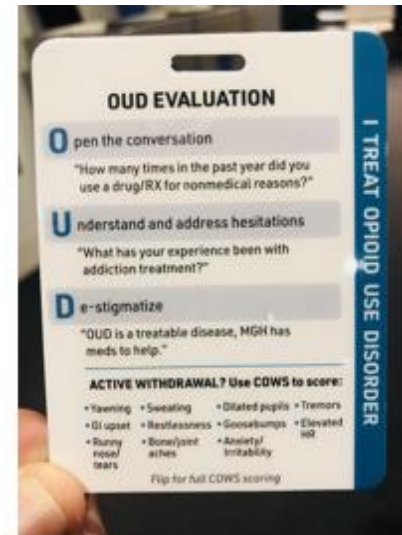 OUD EVALUATION
Open the conversation
"How many times in the past year did you
use a drug/RX for nonmedical reasons?"
Understand and address hesitations
"What has your experience been with
addiction treatment?"
De-stigmatize
"OUD is a treatable disease, MGH has
meds to help."
ACTIVE WITHDRAWAL? Use COWS to score:
• Yawning • Sweating • Dilated pupils • Tremors
• GI upset • Restlessness • Goosebumps • Elevated
HR
• Runny
nose/
tears
• Bone/joint
aches
• Anxiety/
Irritability
Flip for full COWS scoring
I TREAT OPIOID USE DISORDER